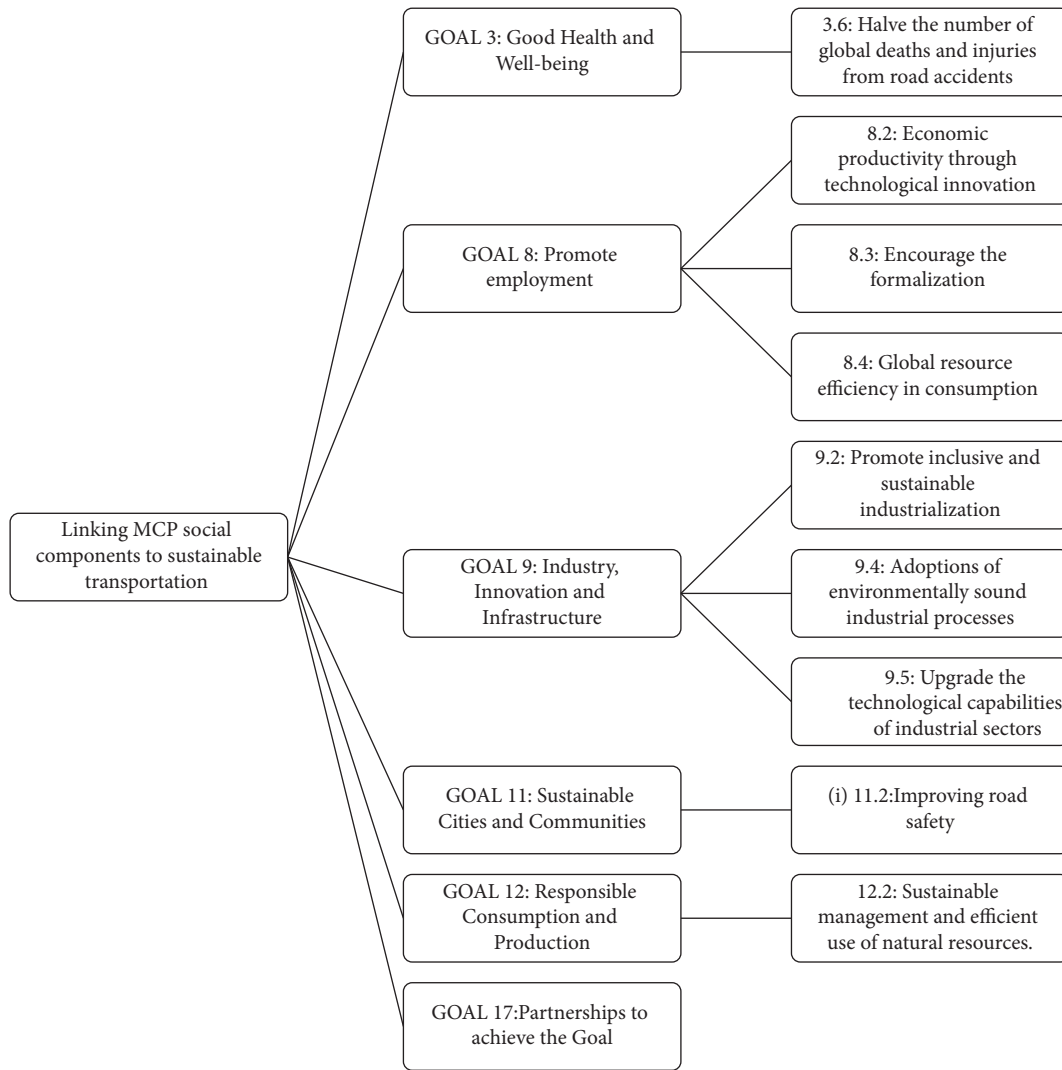 Linking MCP social
components to sustainable
transportation
GOAL 3: Good Health and
Well-being
3.6: Halve the number of
global deaths and injuries
from road accidents
GOAL 8: Promote
employment
8.2: Economic
productivity through
technological innovation
8.3: Encourage the
formalization
8.4: Global resource
efficiency in consumption
GOAL 9: Industry,
Innovation and
Infrastructure
9.2: Promote inclusive and
sustainable
industrialization
9.4: Adoptions of
environmentally sound
industrial processes
9.5: Upgrade the
technological capabilities
of industrial sectors
GOAL 11: Sustainable
Cities and Communities
(i) 11.2:Improving road
safety
GOAL 12: Responsible
Consumption and
Production
12.2: Sustainable
management and efficient
use of natural resources.
GOAL 17:Partnerships to
achieve the Goal